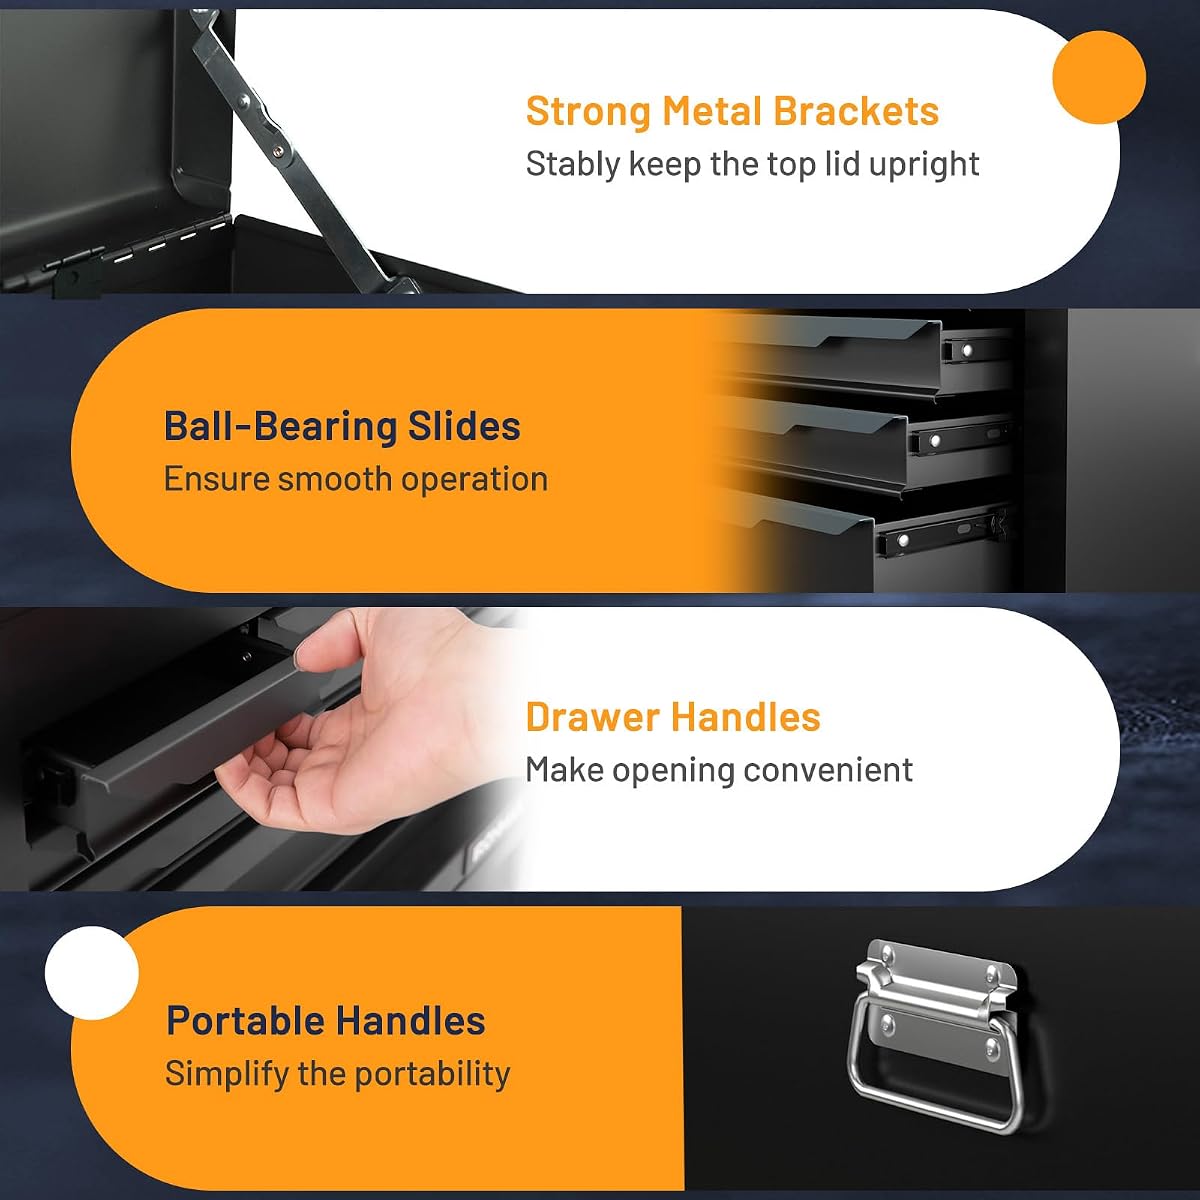 Strong Metal Brackets
Stably keep the top lid upright
Ball-Bearing Slides
Ensure smooth operation
Drawer Handles
Make opening convenient
Portable Handles
Simplify the portability